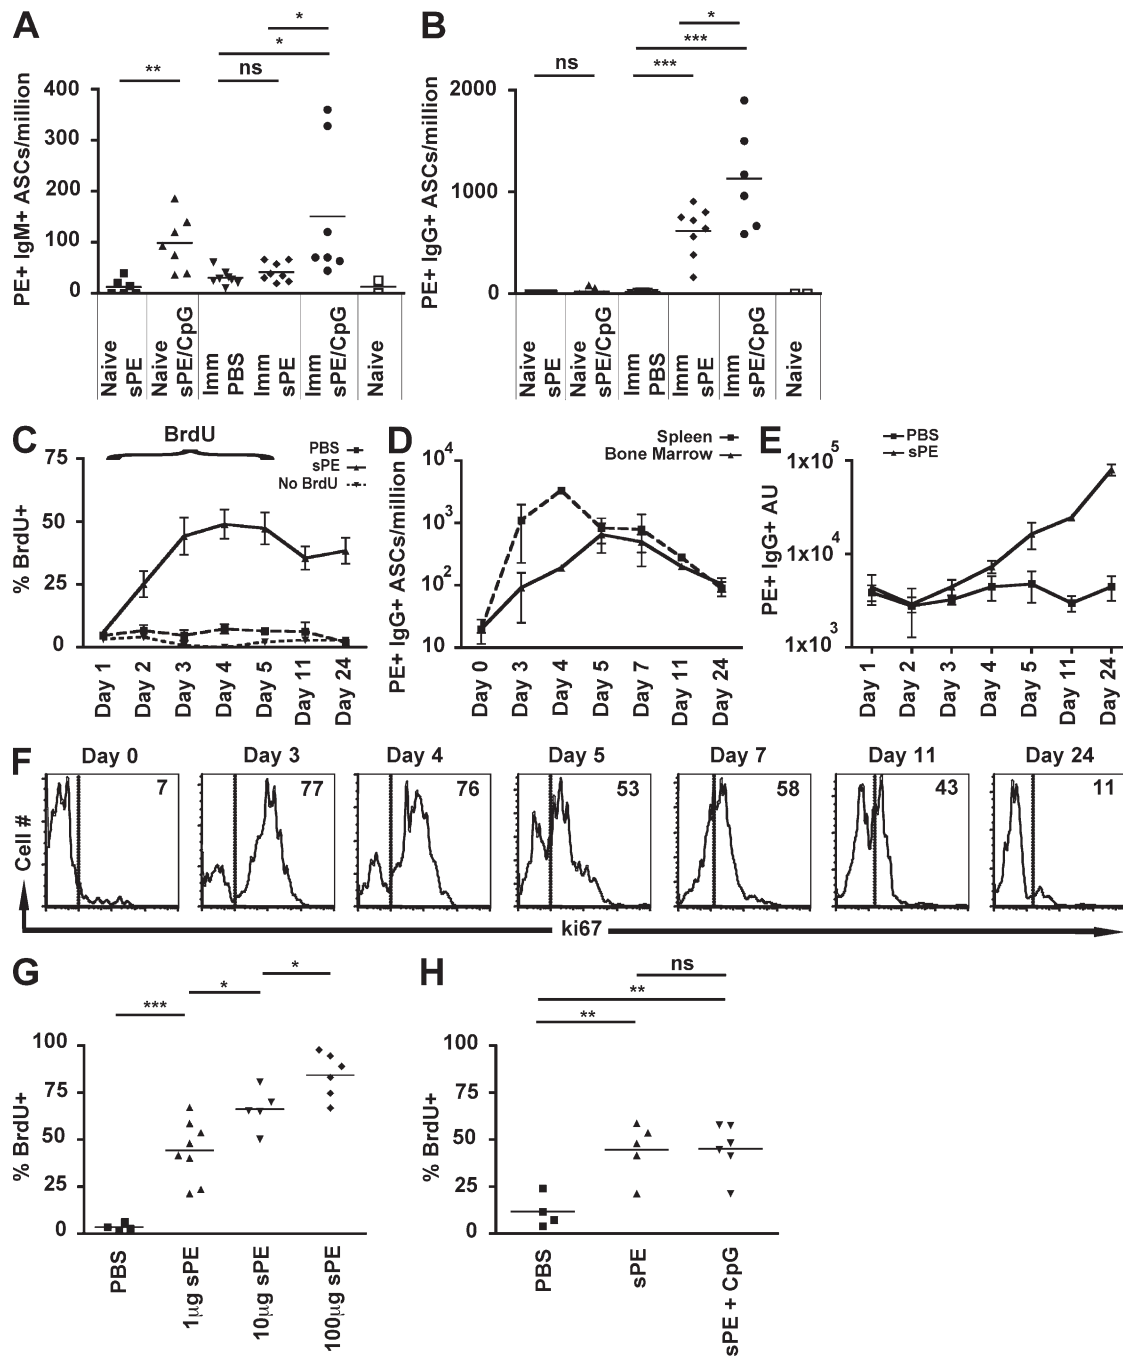 A
*
*
ns
**
PE+ IgM+ ASCs/million
400
300
200
100
0
Naive
sPE
Naive
sPE/CpG
Imm
PBS
Imm
sPE
Imm
sPE/CpG
Naive
B
*
***
***
ns
PE+ IgG+ ASCs/million
2000
1000
0
Naive
sPE
Naive
sPE/CpG
Imm
PBS
Imm
sPE
Imm
sPE/CpG
Naive
C
BrdU
PBS
sPE
No BrdU
% BrdU+
75
50
25
0
Day 1
Day 2
Day 3
Day 4
Day 5
Day 11
Day 24
D
Spleen
Bone Marrow
PE+ IgG+ ASCs/million
10^4
10^3
10^2
10
Day 0
Day 3
Day 4
Day 5
Day 7
Day 11
Day 24
E
PBS
sPE
PE+ IgG+ AU
1x10^5
1x10^4
1x10^3
Day 1
Day 2
Day 3
Day 4
Day 5
Day 11
Day 24
F
Day 0
Day 3
Day 4
Day 5
Day 7
Day 11
Day 24
7
77
76
53
58
43
11
Cell #
ki67
G
*
*
***
% BrdU+
100
75
50
25
0
PBS
1µg sPE
10µg sPE
100µg sPE
H
ns
**
**
% BrdU+
100
75
50
25
0
PBS
sPE
sPE + CpG